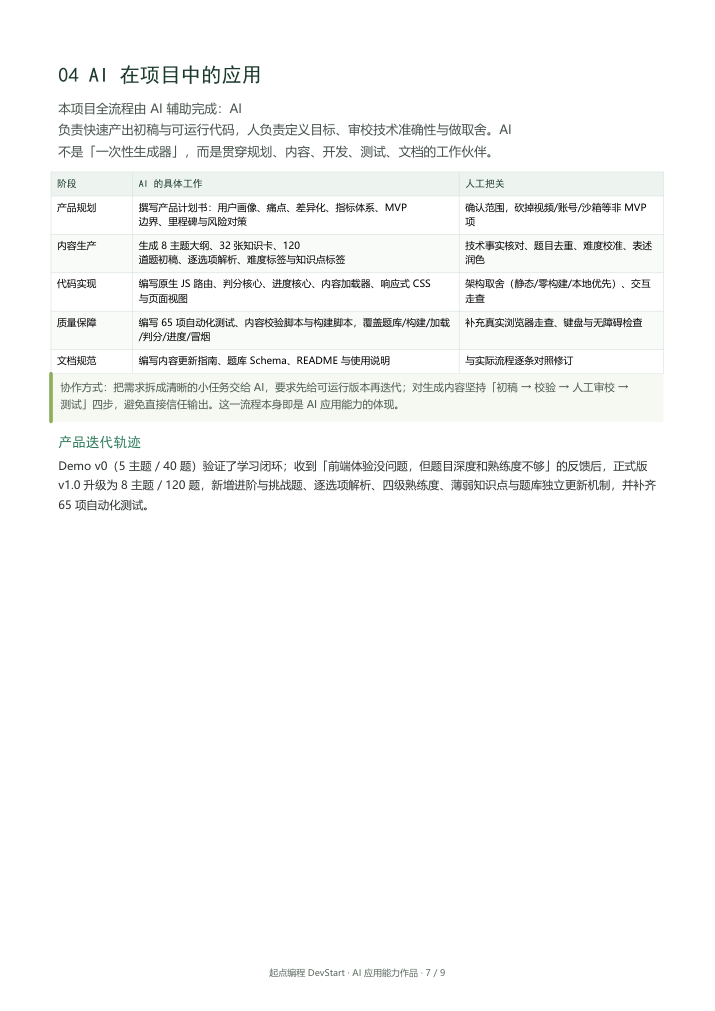 04 AI 在项目中的应用
本项目全流程由 AI 辅助完成：AI
负责快速产出初稿与可运行代码，人负责定义目标、审校技术准确性与做取舍。AI
不是「一次性生成器」，而是贯穿规划、内容、开发、测试、文档的工作伙伴。
阶段 AI 的具体工作 人工把关
产品规划 撰写产品计划书：用户画像、痛点、差异化、指标体系、MVP 确认范围，砍掉视频/账号/沙箱等非 MVP
边界、里程碑与风险对策 项
内容生产 生成 8 主题大纲、32 张知识卡、120 技术事实核对、题目去重、难度校准、表述
道题初稿、逐选项解析、难度标签与知识点标签 润色
代码实现 编写原生 JS 路由、判分核心、进度核心、内容加载器、响应式 CSS 架构取舍（静态/零构建/本地优先）、交互
与页面视图 走查
质量保障 编写 65 项自动化测试、内容校验脚本与构建脚本，覆盖题库/构建/加载 补充真实浏览器走查、键盘与无障碍检查
/判分/进度/冒烟
文档规范 编写内容更新指南、题库 Schema、README 与使用说明 与实际流程逐条对照修订
协作方式：把需求拆成清晰的小任务交给 AI，要求先给可运行版本再迭代；对生成内容坚持「初稿 → 校验 → 人工审校 →
测试」四步，避免直接信任输出。这一流程本身即是 AI 应用能力的体现。
产品迭代轨迹
Demo v0（5 主题 / 40 题）验证了学习闭环；收到「前端体验没问题，但题目深度和熟练度不够」的反馈后，正式版
v1.0 升级为 8 主题 / 120 题，新增进阶与挑战题、逐选项解析、四级熟练度、薄弱知识点与题库独立更新机制，并补齐
65 项自动化测试。
起点编程 DevStart · AI 应用能力作品 · 7 / 9